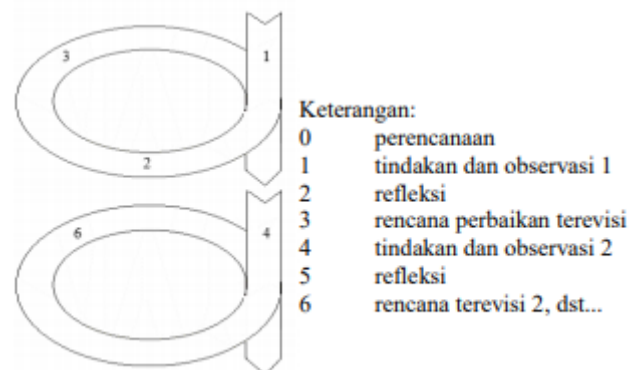 3
1
2
6
4
Keterangan:
0 perencanaan
1 tindakan dan observasi 1
2 refleksi
3 rencana perbaikan terevisi
4 tindakan dan observasi 2
5 refleksi
6 rencana terevisi 2, dst...